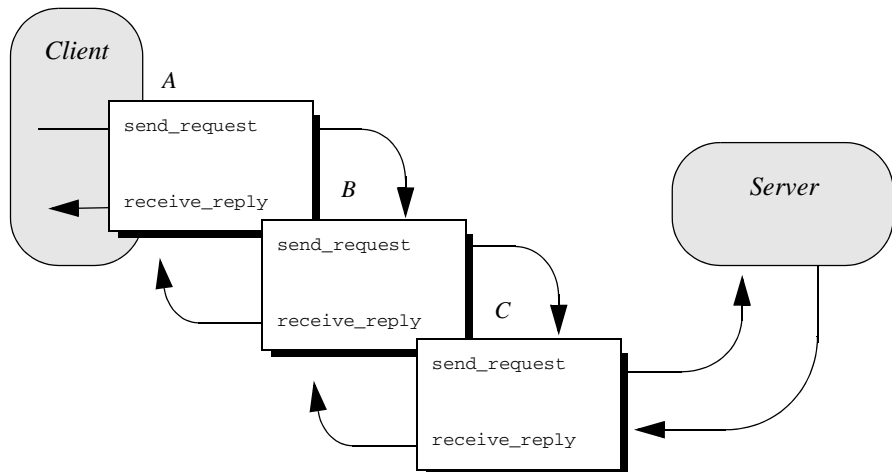 Client
A
send_request
receive_reply
B
send_request
receive_reply
C
send_request
receive_reply
Server